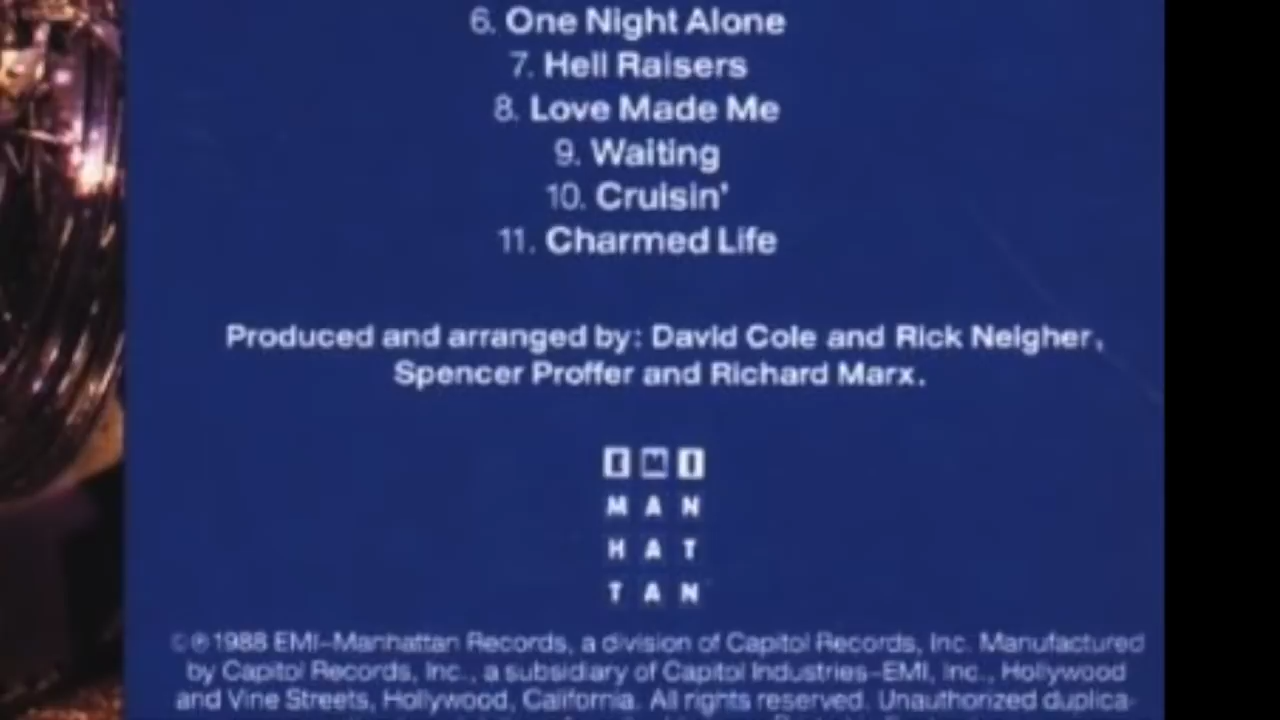 6. One Night Alone
7. Hell Raisers
8. Love Made Me
9. Waiting
10. Cruisin'
11. Charmed Life
Produced and arranged by: David Cole and Rick Neigher,
Spencer Proffer and Richard Marx.
EMI
MAN
HAT
TAN
©℗1988 EMI–Manhattan Records, a division of Capitol Records, Inc. Manufactured
by Capitol Records, Inc., a subsidiary of Capitol Industries–EMI, Inc., Hollywood
and Vine Streets, Hollywood, California. All rights reserved. Unauthorized duplica-